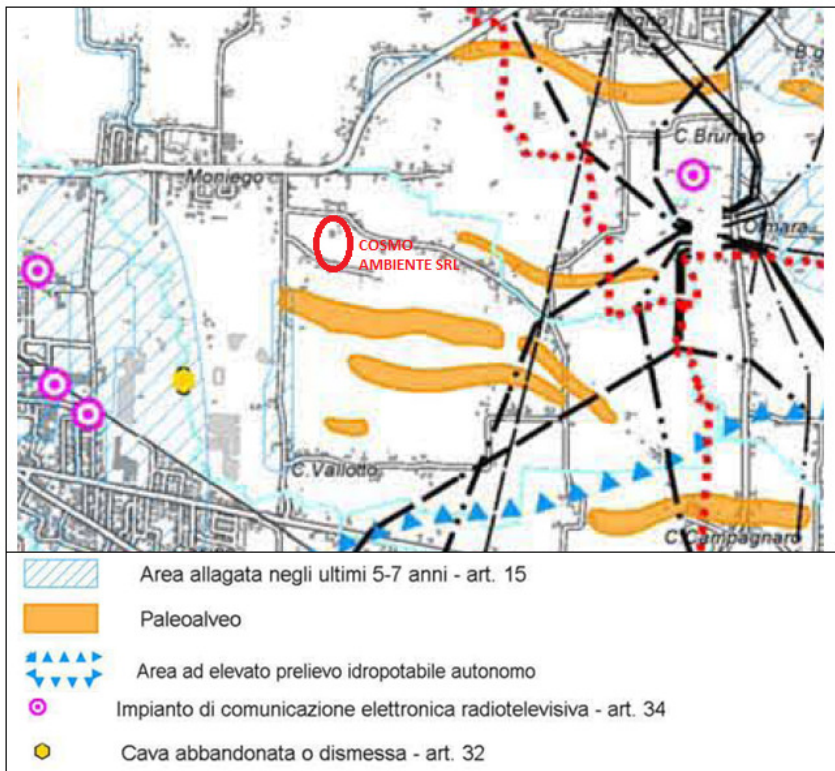 B.g
C.Brunaio
Moniego
Olmara
COSMO
AMBIENTE SRL
C.Vallotto
C.Campagnaro
Area allagata negli ultimi 5-7 anni - art. 15
Paleoalveo
Area ad elevato prelievo idropotabile autonomo
Impianto di comunicazione elettronica radiotelevisiva - art. 34
Cava abbandonata o dismessa - art. 32